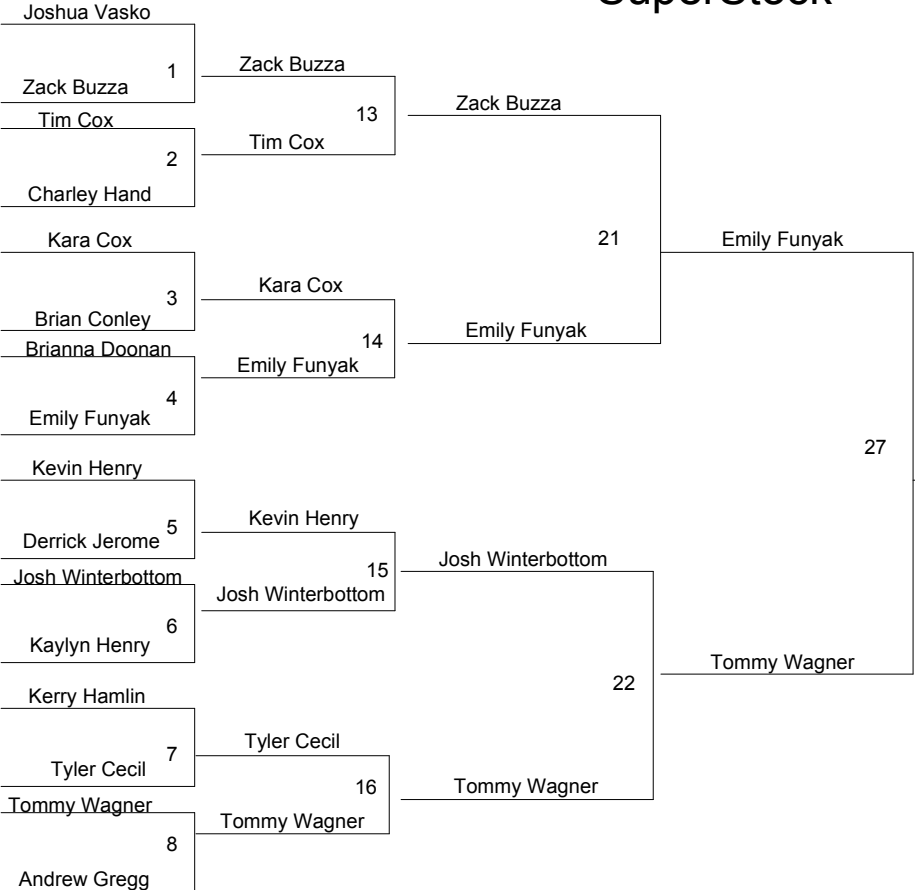 SuperStock
Joshua Vasko
1
Zack Buzza
Zack Buzza
Tim Cox
13
Zack Buzza
2
Tim Cox
Charley Hand
Kara Cox
21
Emily Funyak
3
Kara Cox
Brian Conley
Brianna Doonan
14
Emily Funyak
Emily Funyak
4
Emily Funyak
27
Kevin Henry
5
Kevin Henry
Derrick Jerome
Josh Winterbottom
15
Josh Winterbottom
Josh Winterbottom
6
Kaylyn Henry
22
Tommy Wagner
Kerry Hamlin
7
Tyler Cecil
Tyler Cecil
Tommy Wagner
16
Tommy Wagner
Tommy Wagner
8
Andrew Gregg